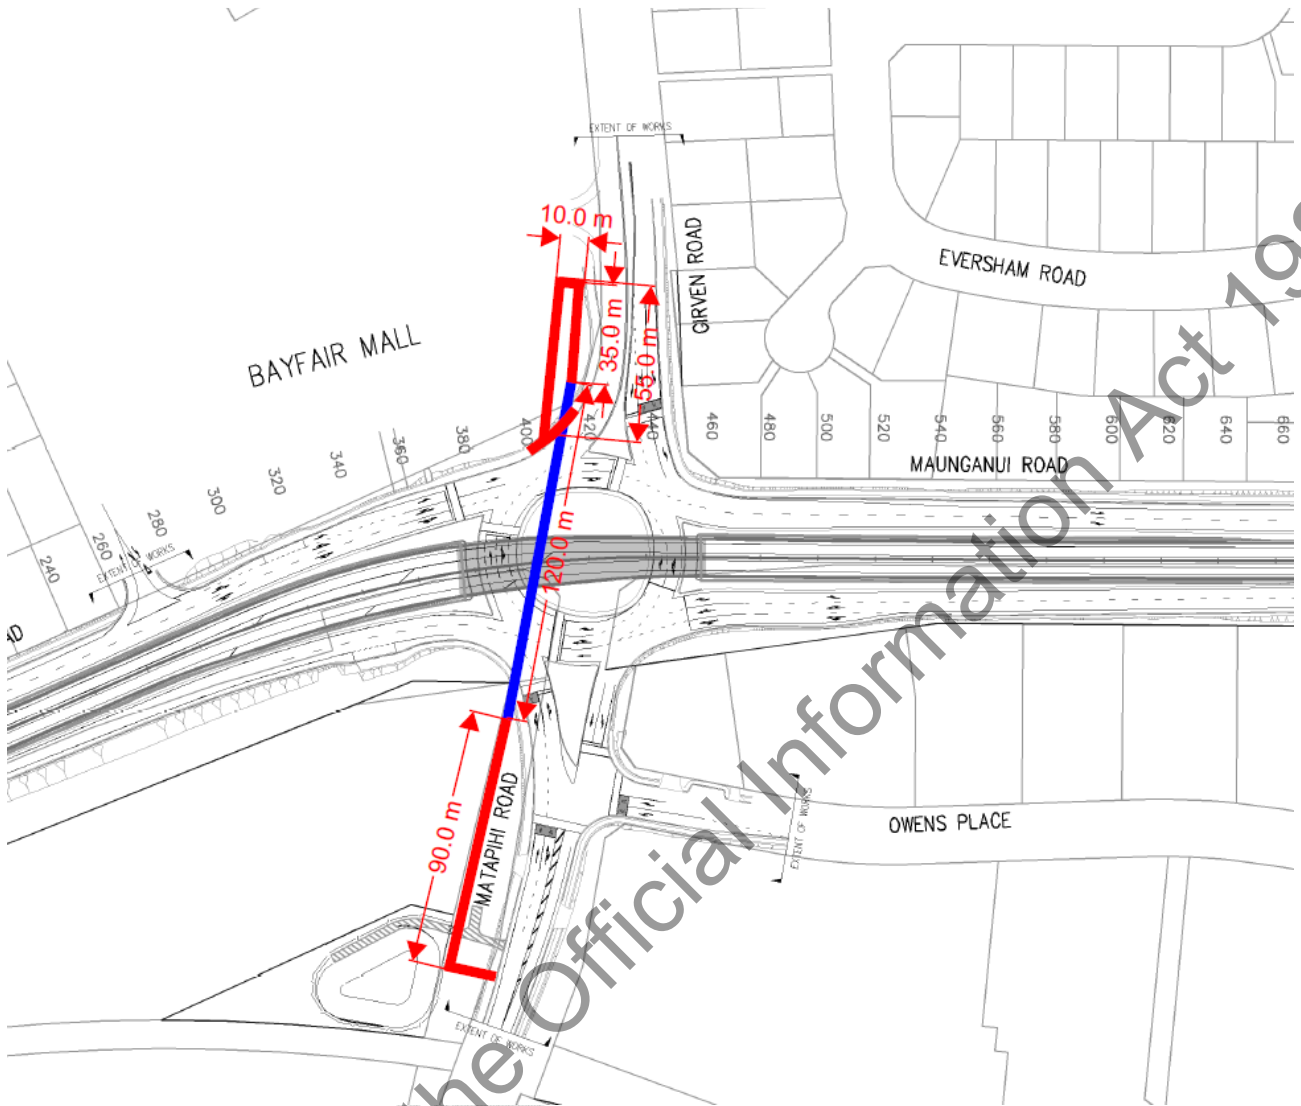 EXTENT OF WORKS
10.0 m
GIRVEN ROAD
EVERSHAM ROAD
BAYFAIR MALL
35.0 m
55.0 m
240
260
280
300
320
340
360
380
400
420
440
460
480
500
520
540
560
580
600
620
640
660
MAUNGANUI ROAD
EXTENT OF WORKS
120.0 m
AD
90.0 m
MATAPIHI ROAD
OWENS PLACE
EXTENT OF WORKS
EXTENT OF WORKS
he Official Information Act 198